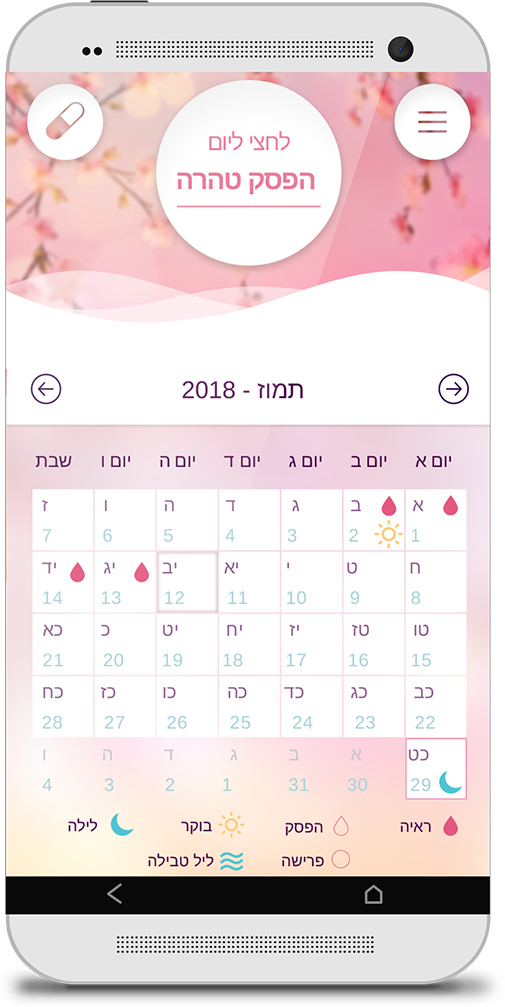 לחצי ליום
הפסק טהרה
תמוז - 2018
יום א יום ב יום ג יום ד יום ה יום ו שבת
א ב ג ד ה ו ז
1 2 3 4 5 6 7
ח ט י יא יב יג יד
8 9 10 11 12 13 14
טו טז יז יח יט כ כא
15 16 17 18 19 20 21
כב כג כד כה כו כז כח
22 23 24 25 26 27 28
כט א ב ג ד ה ו
29 30 31 1 2 3 4
ראיה הפסק בוקר לילה
פרישה ליל טבילה